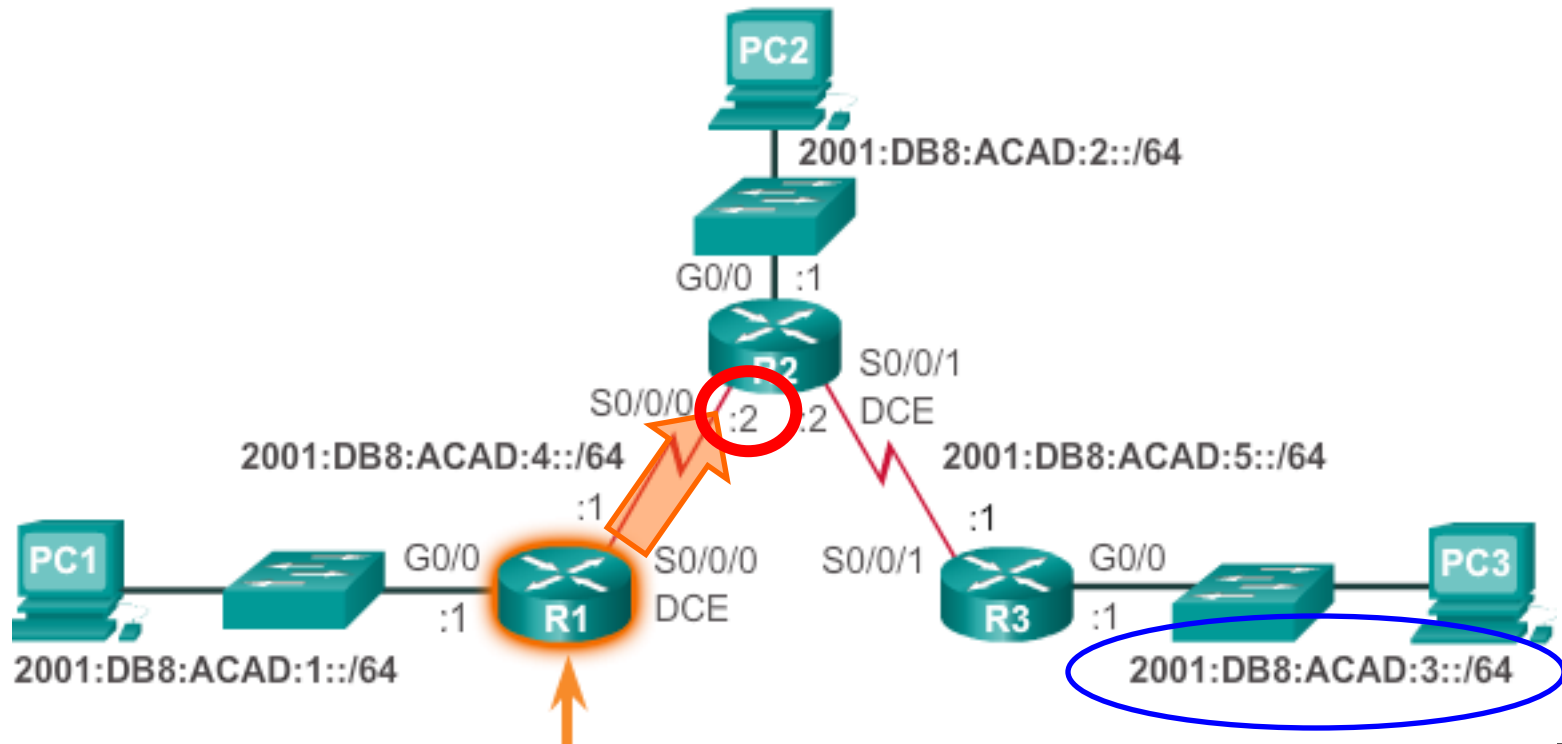 PC2
2001:DB8:ACAD:2::/64
G0/0 :1
R2
S0/0/1
DCE
S0/0/0 :2 :2
2001:DB8:ACAD:4::/64
2001:DB8:ACAD:5::/64
:1
:1
PC1
G0/0
:1
R1
S0/0/0
DCE
S0/0/1
R3
G0/0
:1
PC3
2001:DB8:ACAD:1::/64
2001:DB8:ACAD:3::/64